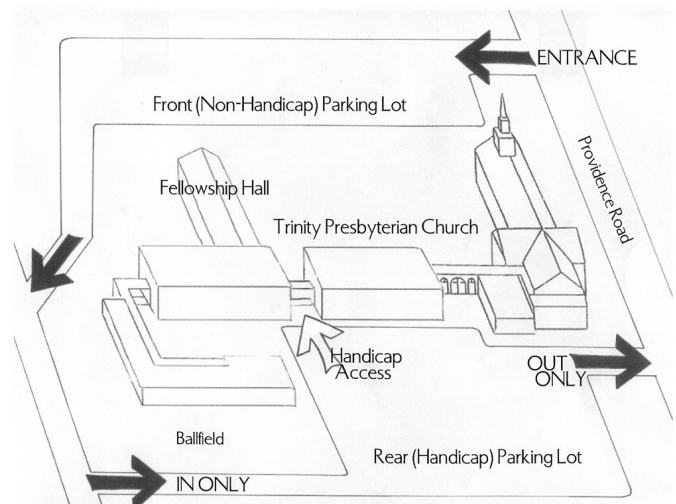 ENTRANCE
Front (Non-Handicap) Parking Lot
Providence Road
Fellowship Hall
Trinity Presbyterian Church
Handicap
Access
OUT
ONLY
Ballfield
Rear (Handicap) Parking Lot
IN ONLY